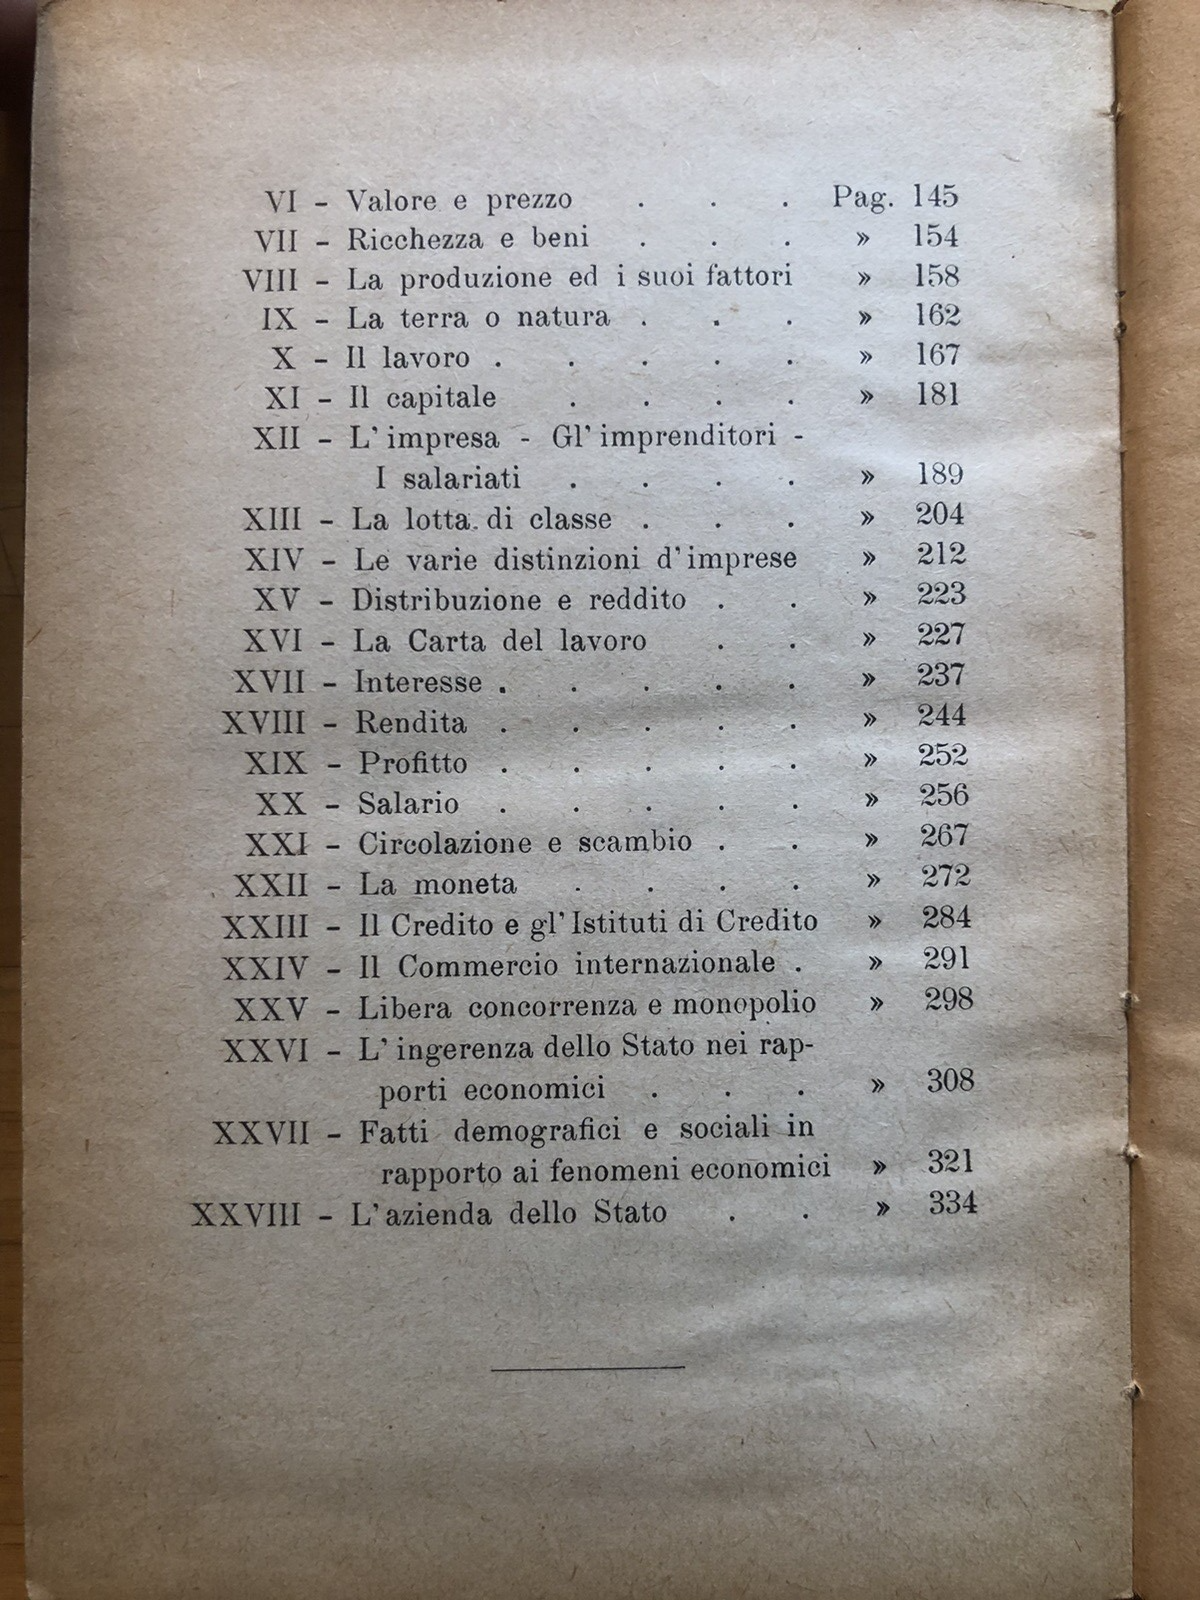 VI - Valore e prezzo . . . Pag. 145
VII - Ricchezza e beni . . . » 154
VIII - La produzione ed i suoi fattori » 158
IX - La terra o natura . . . » 162
X - Il lavoro . . . . . » 167
XI - Il capitale . . . . » 181
XII - L'impresa - Gl'imprenditori -
I salariati . . . . » 189
XIII - La lotta di classe . . . » 204
XIV - Le varie distinzioni d'imprese » 212
XV - Distribuzione e reddito . . » 223
XVI - La Carta del lavoro . . » 227
XVII - Interesse . . . . . » 237
XVIII - Rendita . . . . . » 244
XIX - Profitto . . . . . » 252
XX - Salario . . . . . » 256
XXI - Circolazione e scambio . . » 267
XXII - La moneta . . . . » 272
XXIII - Il Credito e gl'Istituti di Credito » 284
XXIV - Il Commercio internazionale . » 291
XXV - Libera concorrenza e monopolio » 298
XXVI - L'ingerenza dello Stato nei rap-
porti economici . . . » 308
XXVII - Fatti demografici e sociali in
rapporto ai fenomeni economici » 321
XXVIII - L'azienda dello Stato . . » 334